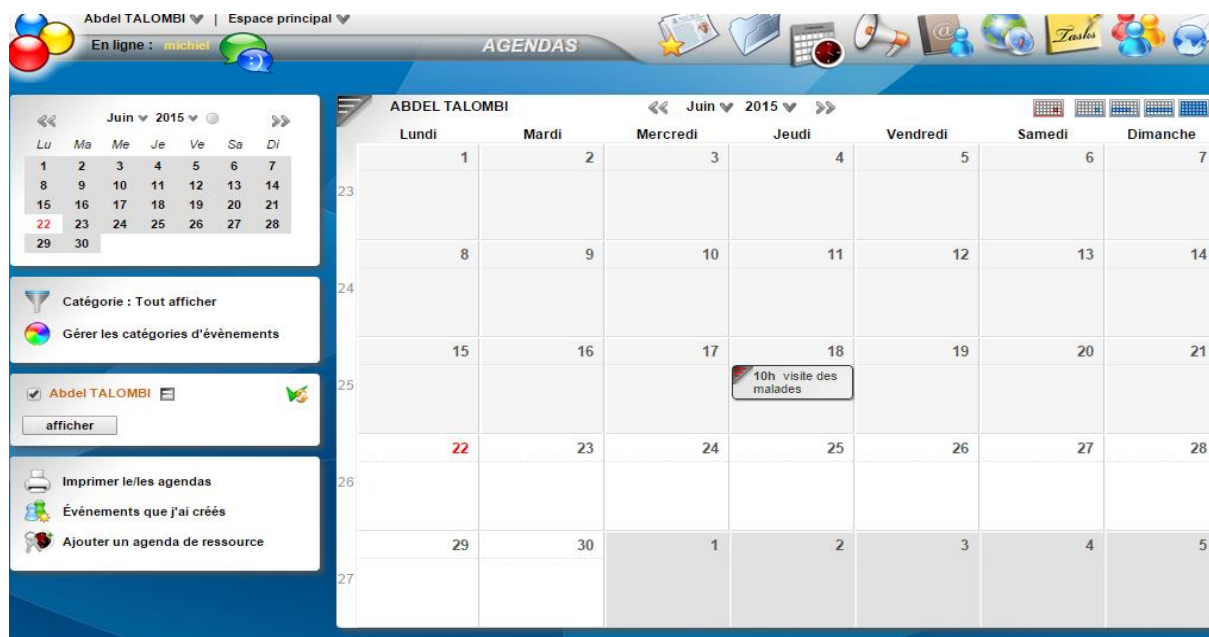 Abdel TALOMBI | Espace principal
En ligne : michiel
AGENDAS
@
Tasks
Juin 2015
Lu Ma Me Je Ve Sa Di
1 2 3 4 5 6 7
8 9 10 11 12 13 14
15 16 17 18 19 20 21
22 23 24 25 26 27 28
29 30
Catégorie : Tout afficher
Gérer les catégories d'évènements
Abdel TALOMBI
afficher
Imprimer le/les agendas
Événements que j'ai créés
Ajouter un agenda de ressource
ABDEL TALOMBI Juin 2015
Lundi Mardi Mercredi Jeudi Vendredi Samedi Dimanche
1 2 3 4 5 6 7
23
8 9 10 11 12 13 14
24
15 16 17 18 19 20 21
10h visite des
malades
25
22 23 24 25 26 27 28
26
29 30 1 2 3 4 5
27